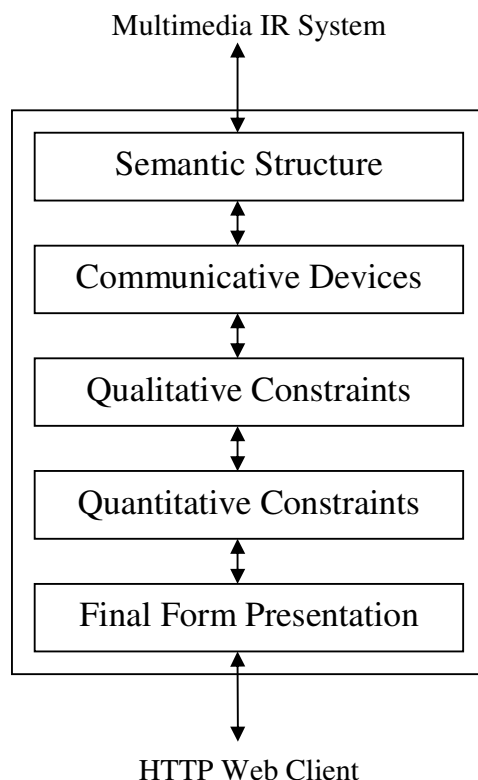 Multimedia IR System
Semantic Structure
Communicative Devices
Qualitative Constraints
Quantitative Constraints
Final Form Presentation
HTTP Web Client